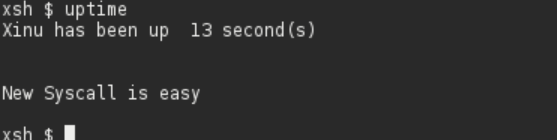 xsh $ uptime
Xinu has been up  13 second(s)
New Syscall is easy
xsh $